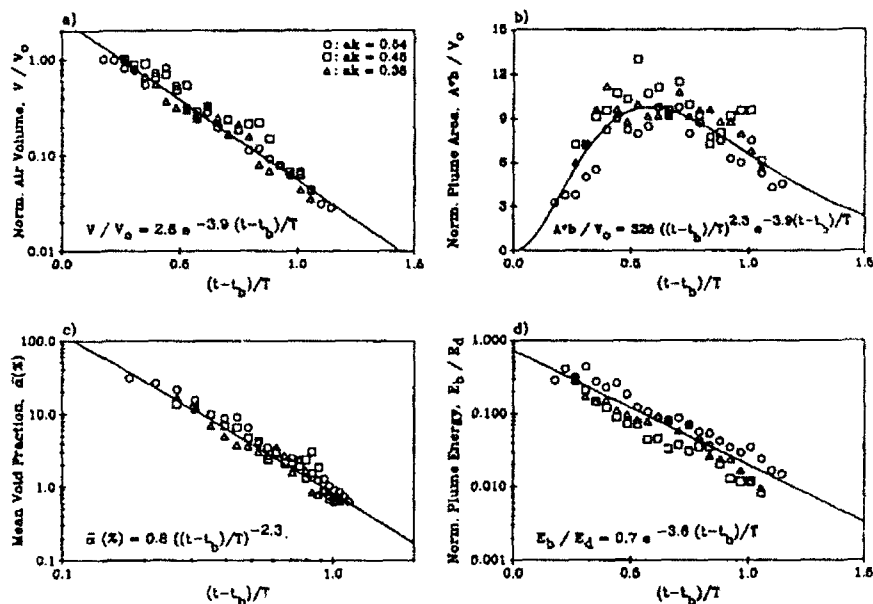 a)
Norm. Air Volume, V / V₀
1.00
0.10
0.01
○: ak = 0.54
□: ak = 0.45
△: ak = 0.38
V / V₀ = 2.6 e^−3.9 (t−t_b)/T
0.0 0.5 1.0 1.5
(t−t_b)/T
b)
Norm. Plume Area, A*b / V₀
15
12
9
6
3
0
A*b / V₀ = 326 ((t−t_b)/T)^2.3 e^−3.9(t−t_b)/T
0.0 0.5 1.0 1.5
(t−t_b)/T
c)
Mean Void Fraction, ᾱ(%)
100.0
10.0
1.0
0.1
ᾱ (%) = 0.8 ((t−t_b)/T)^−2.3.
0.1 1.0
(t−t_b)/T
d)
Norm. Plume Energy, E_b / E_d
1.000
0.100
0.010
0.001
E_b / E_d = 0.7 e^−3.6 (t−t_b)/T
0.0 0.5 1.0 1.5
(t−t_b)/T